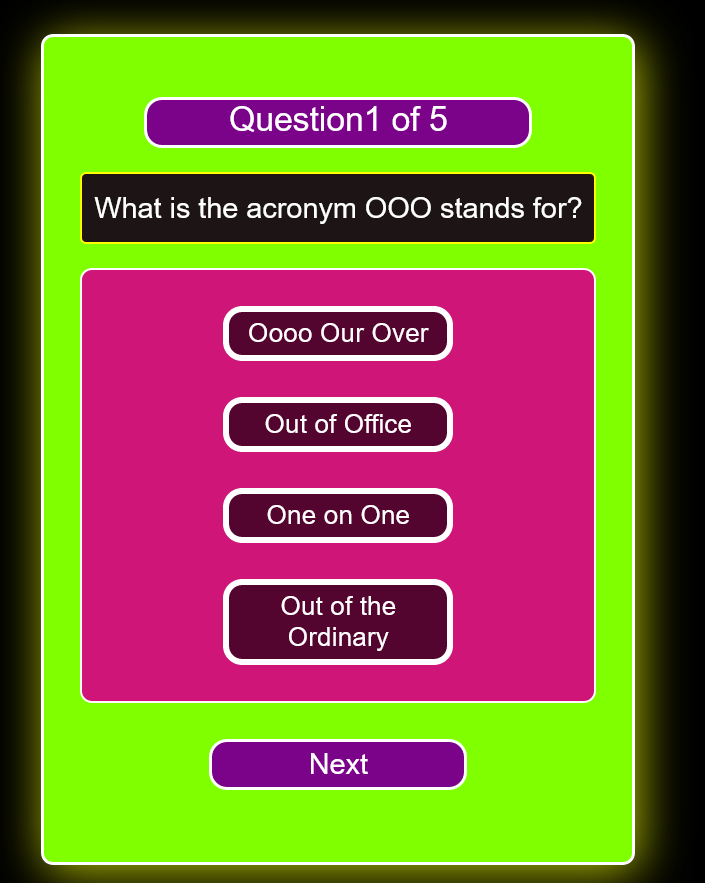 Question1 of 5
What is the acronym OOO stands for?
Oooo Our Over
Out of Office
One on One
Out of the
Ordinary
Next